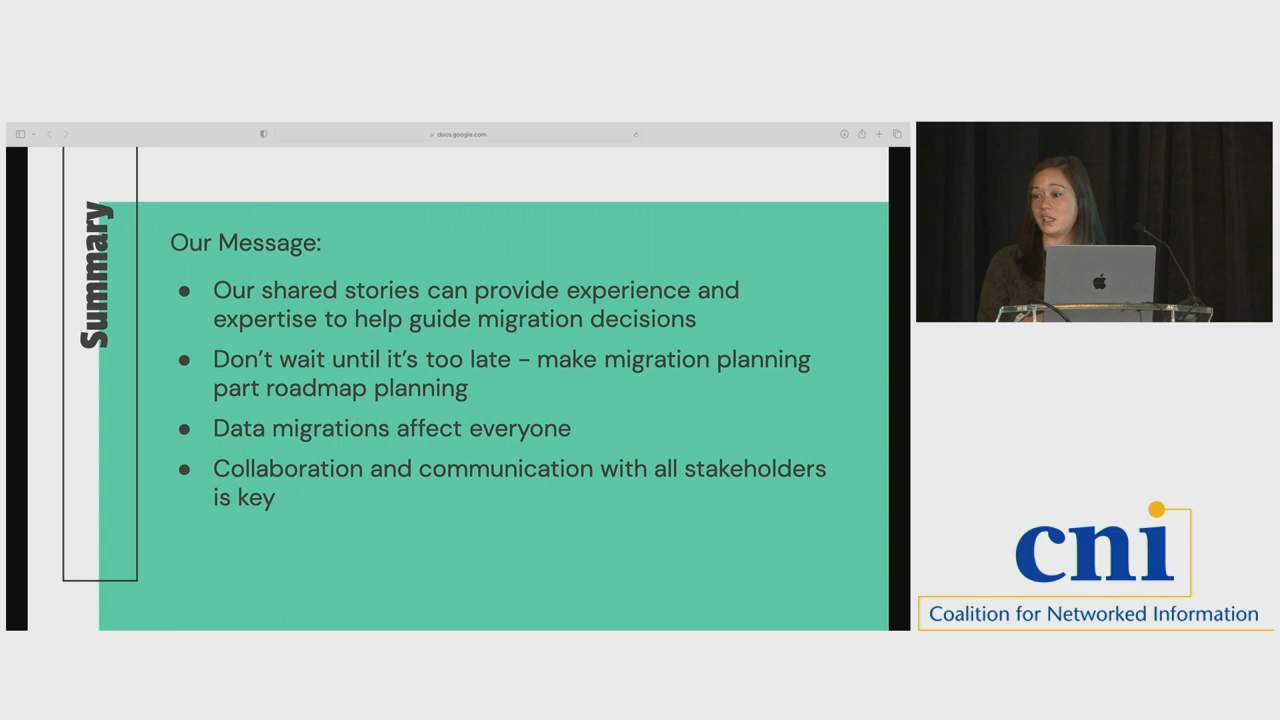 docs.google.com
Summary
Our Message:
● Our shared stories can provide experience and
expertise to help guide migration decisions
● Don't wait until it's too late - make migration planning
part roadmap planning
● Data migrations affect everyone
● Collaboration and communication with all stakeholders
is key
cni
Coalition for Networked Information